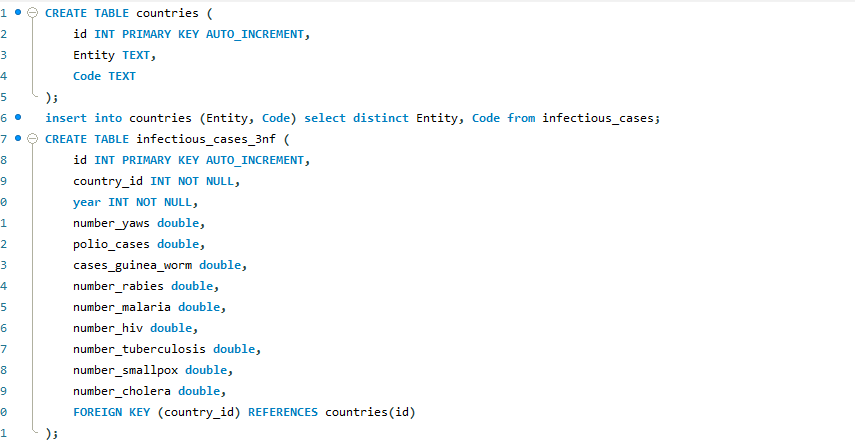 1 CREATE TABLE countries (
2 id INT PRIMARY KEY AUTO_INCREMENT,
3 Entity TEXT,
4 Code TEXT
5 );
6 insert into countries (Entity, Code) select distinct Entity, Code from infectious_cases;
7 CREATE TABLE infectious_cases_3nf (
8 id INT PRIMARY KEY AUTO_INCREMENT,
9 country_id INT NOT NULL,
0 year INT NOT NULL,
1 number_yaws double,
2 polio_cases double,
3 cases_guinea_worm double,
4 number_rabies double,
5 number_malaria double,
6 number_hiv double,
7 number_tuberculosis double,
8 number_smallpox double,
9 number_cholera double,
0 FOREIGN KEY (country_id) REFERENCES countries(id)
1 );